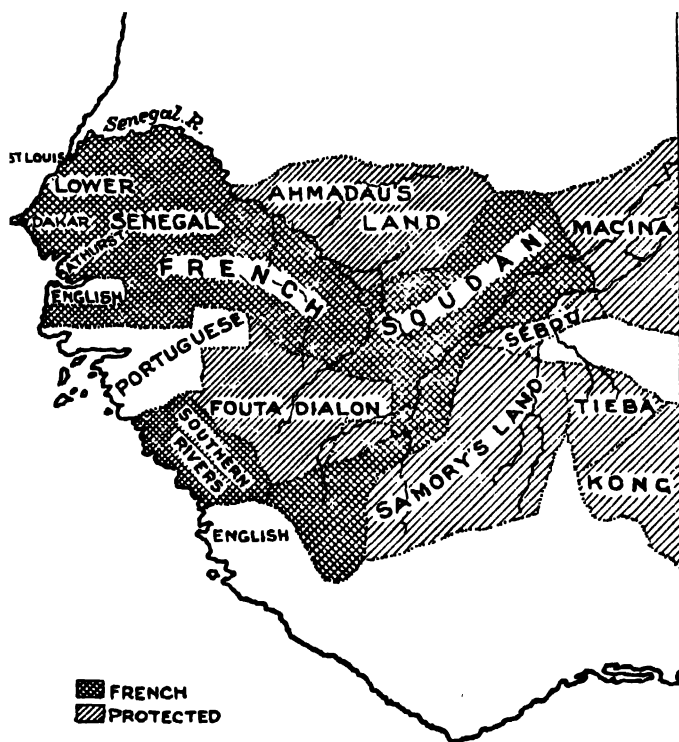 Senegal.R.
ST LOUIS
LOWER
AHMADAU'S
LAND
DAKAR
SENEGAL
MACINA
BATHURST
FRENCH
SOUDAN
ENGLISH
SÉBDU
PORTUGUESE
FOUTA DIALON
SAMORY'S LAND
TIEBA
SOUTHERN
RIVERS
KONG
ENGLISH
FRENCH
PROTECTED